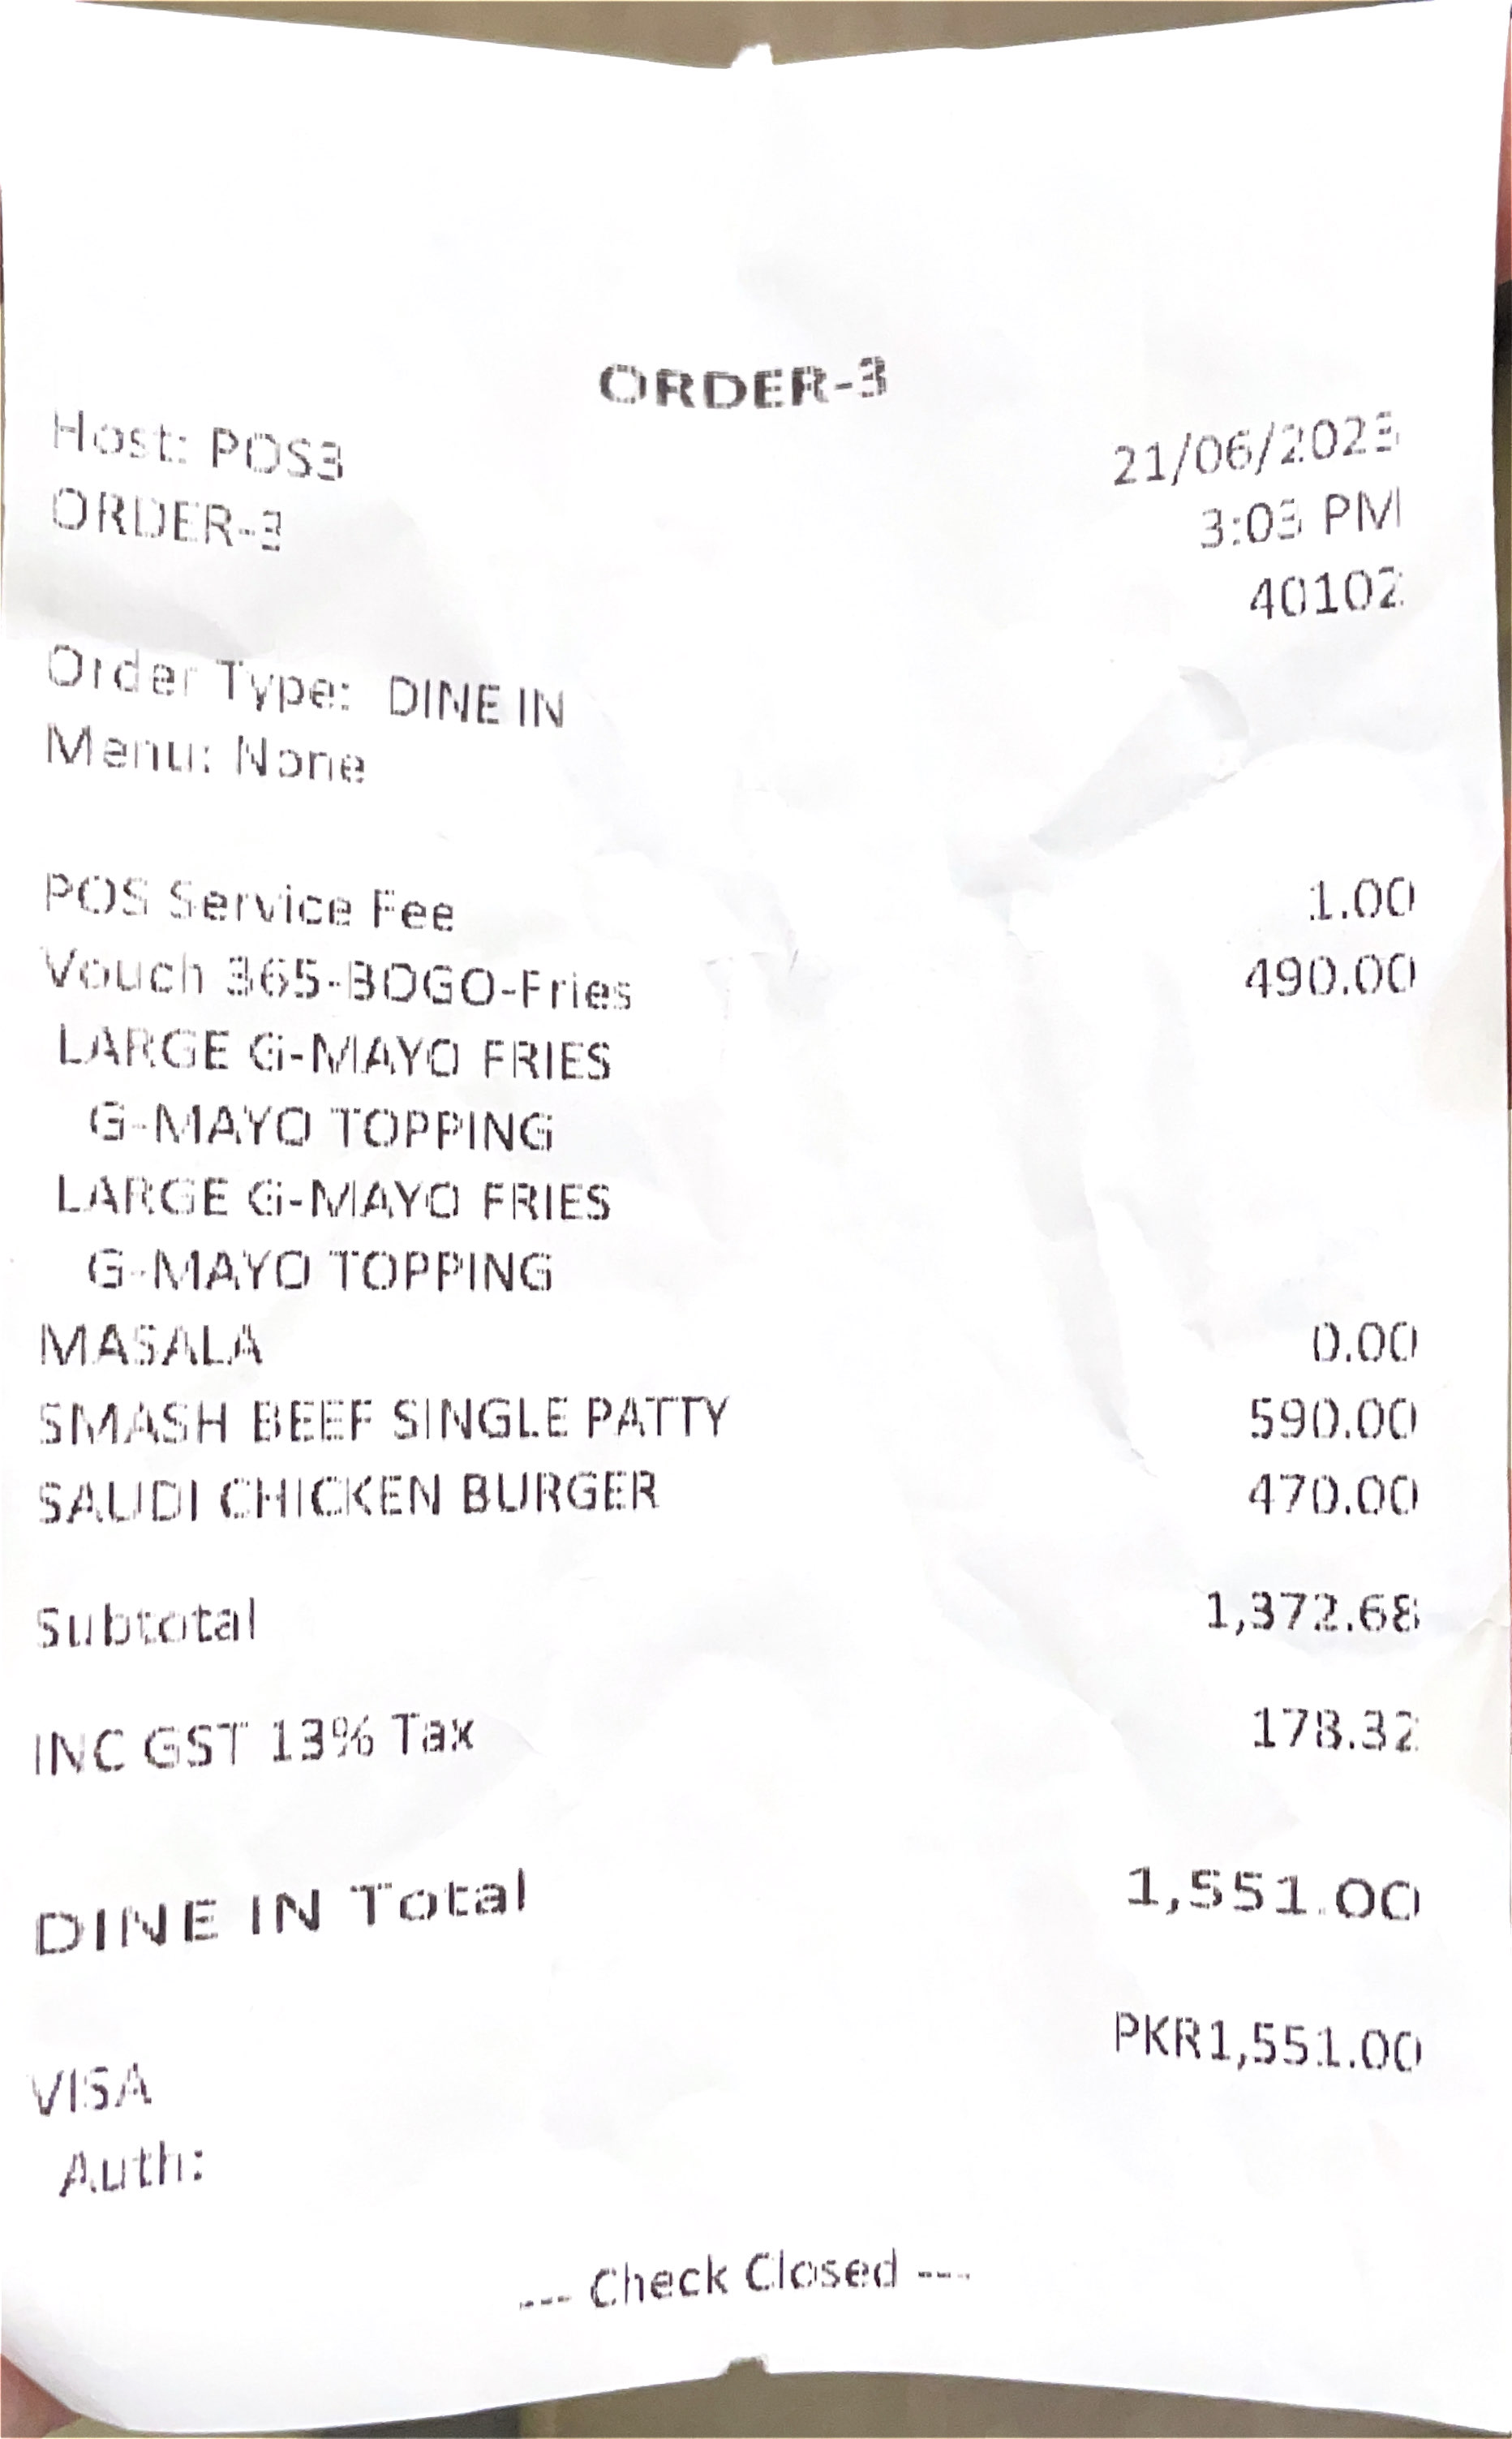 ORDER-3
Host: POS3 21/06/2023
ORDER-3 3:03 PM
40102
Order Type: DINE IN
Menu: None
POS Service Fee 1.00
Vouch 365-BOGO-Fries 490.00
LARGE G-MAYO FRIES
G-MAYO TOPPING
LARGE G-MAYO FRIES
G-MAYO TOPPING
MASALA 0.00
SMASH BEEF SINGLE PATTY 590.00
SAUDI CHICKEN BURGER 470.00
Subtotal 1,372.68
INC GST 13% Tax 178.32
DINE IN Total 1,551.00
VISA PKR1,551.00
Auth:
--- Check Closed ---